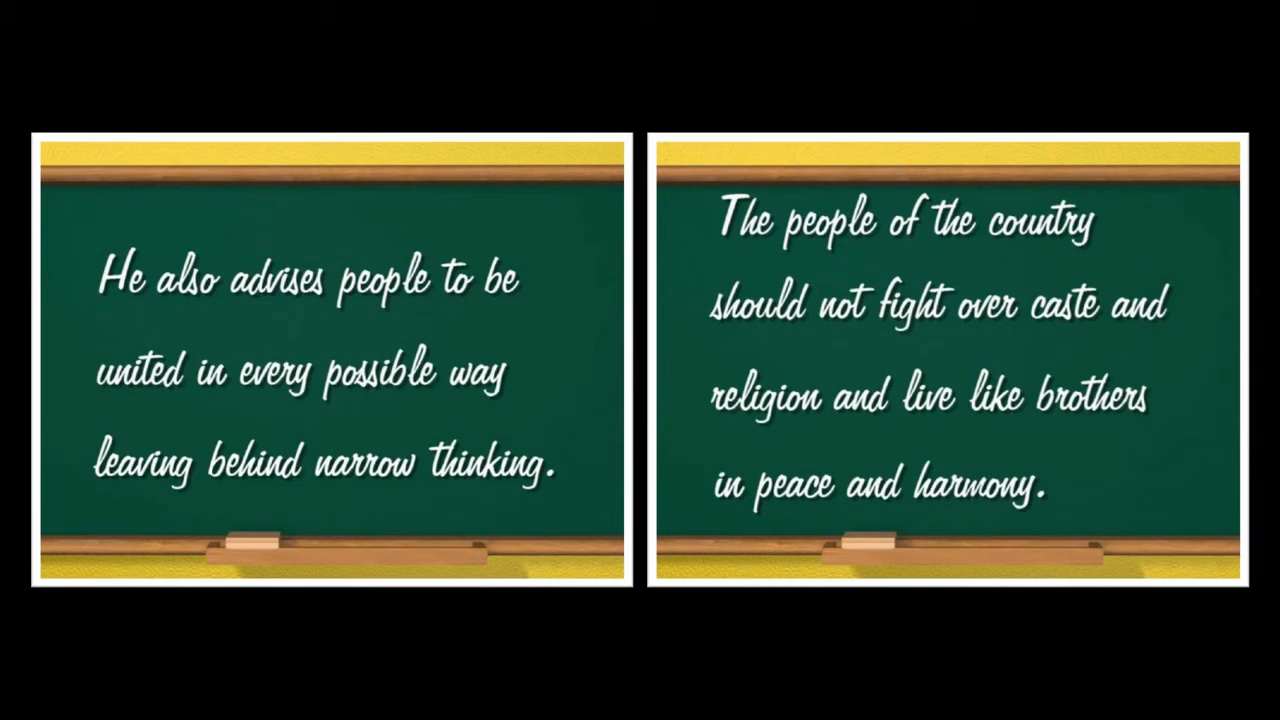 He also advises people to be
united in every possible way
leaving behind narrow thinking.
The people of the country
should not fight over caste and
religion and live like brothers
in peace and harmony.